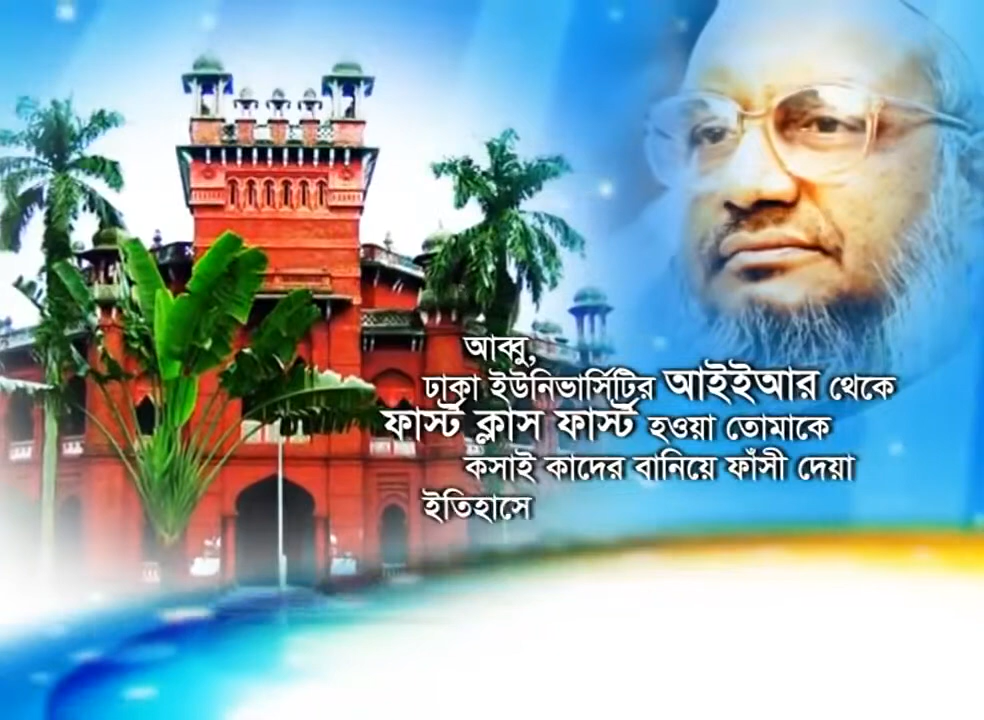 আব্বু,
ঢাকা ইউনিভার্সিটির আইইআর থেকে
ফার্স্ট ক্লাস ফার্স্ট হওয়া তোমাকে
কসাই কাদের বানিয়ে ফাঁসী দেয়া
ইতিহাসে